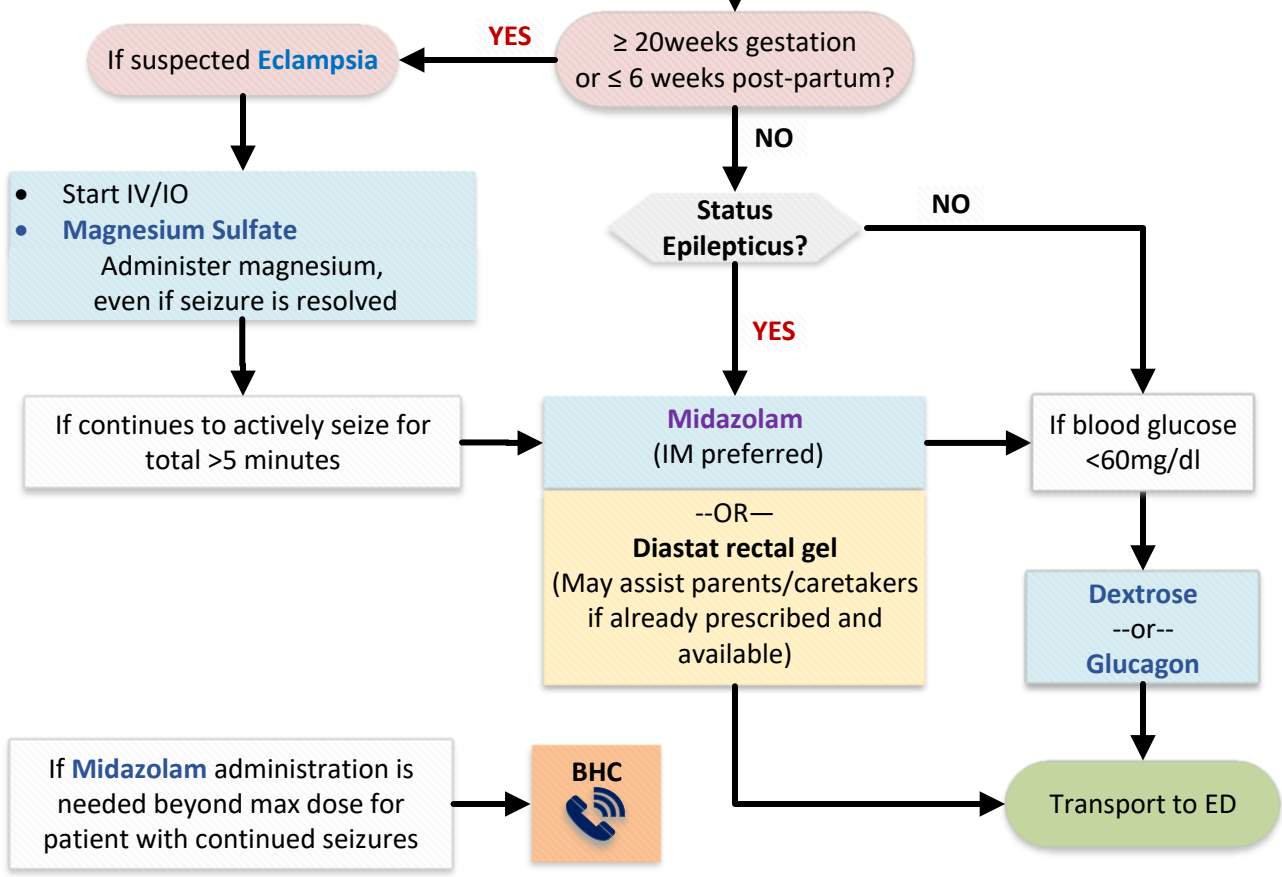 ≥ 20weeks gestation
or ≤ 6 weeks post-partum?
YES
If suspected Eclampsia
NO
• Start IV/IO
• Magnesium Sulfate
Administer magnesium,
even if seizure is resolved
Status
Epilepticus?
NO
YES
If continues to actively seize for
total >5 minutes
Midazolam
(IM preferred)
--OR—
Diastat rectal gel
(May assist parents/caretakers
if already prescribed and
available)
If blood glucose
<60mg/dl
Dextrose
--or--
Glucagon
If Midazolam administration is
needed beyond max dose for
patient with continued seizures
BHC
Transport to ED